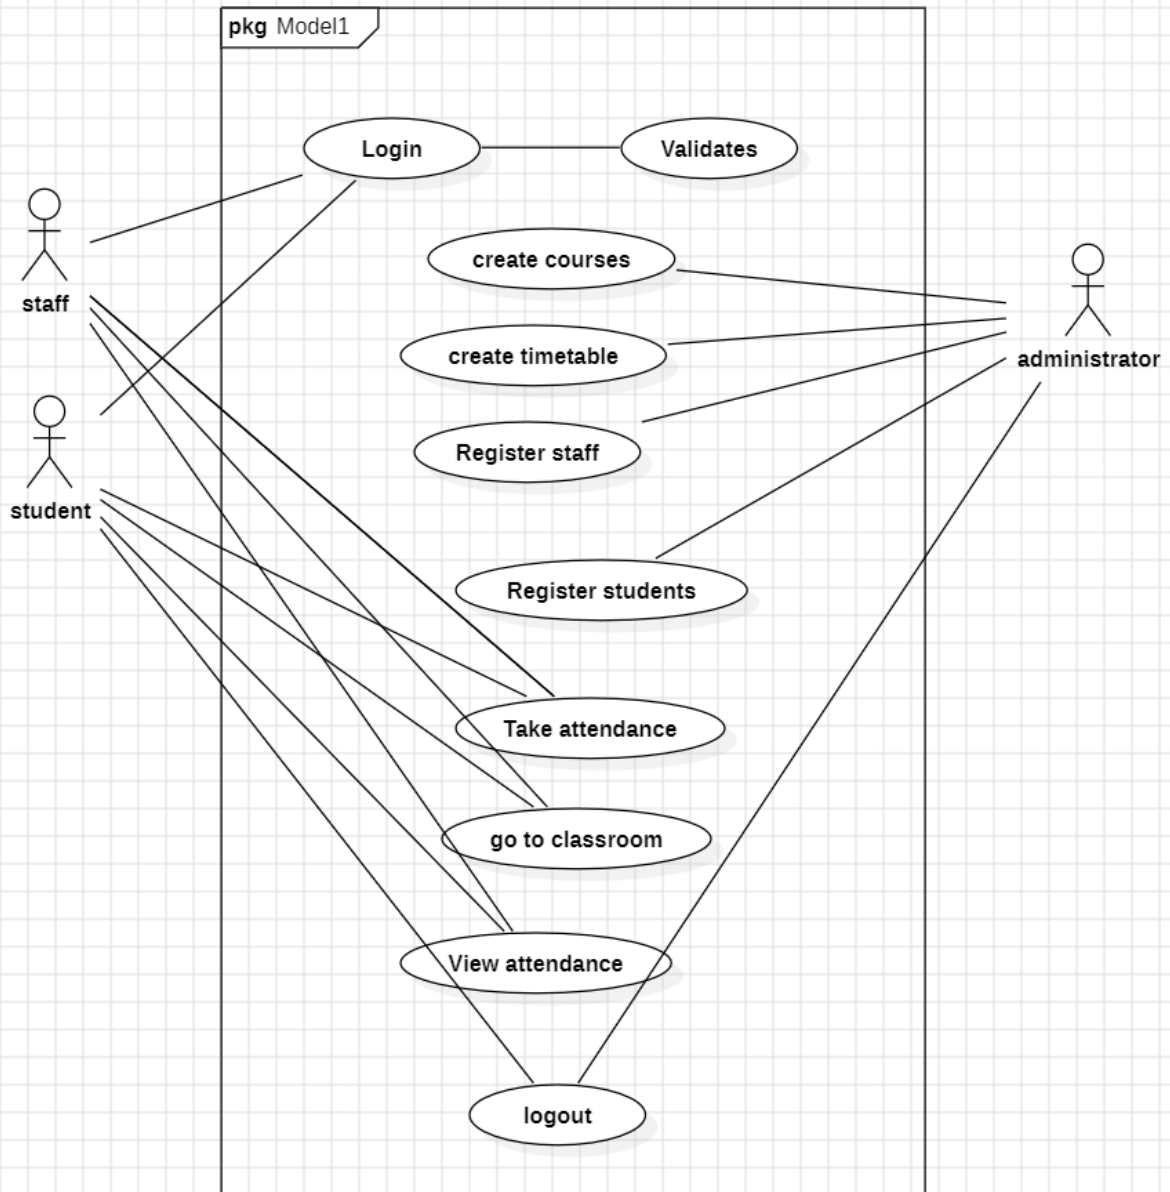 pkg Model1
Login
Validates
create courses
staff
create timetable
administrator
Register staff
student
Register students
Take attendance
go to classroom
View attendance
logout